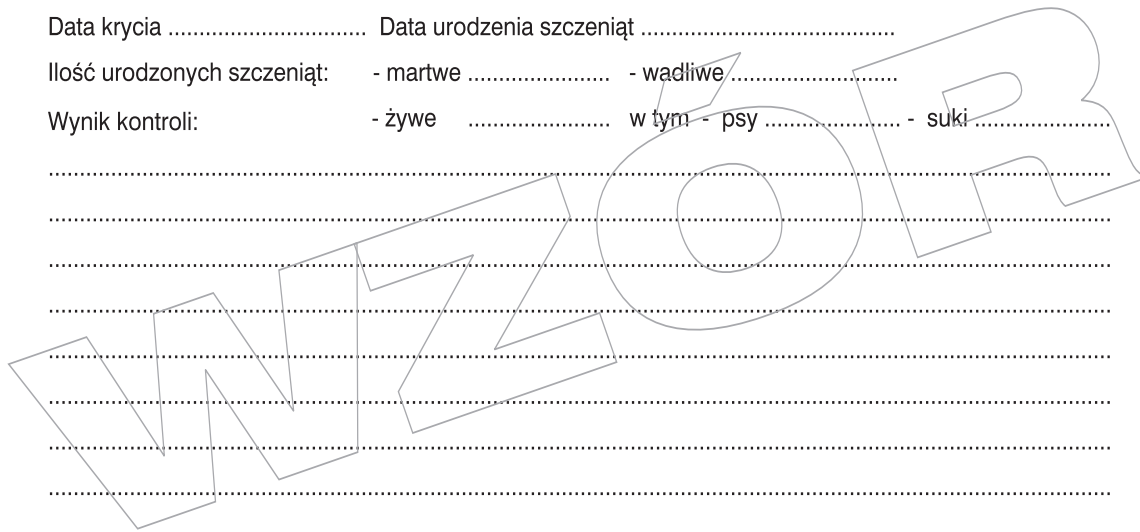 Data krycia ................................. Data urodzenia szczeniąt ..........................................
Ilość urodzonych szczeniąt: - martwe ....................... - wadliwe ............................
Wynik kontroli: - żywe ....................... w tym - psy ...................... - suki .......................
................................................................................
................................................................................
................................................................................
................................................................................
................................................................................
................................................................................
................................................................................
................................................................................
WZÓR